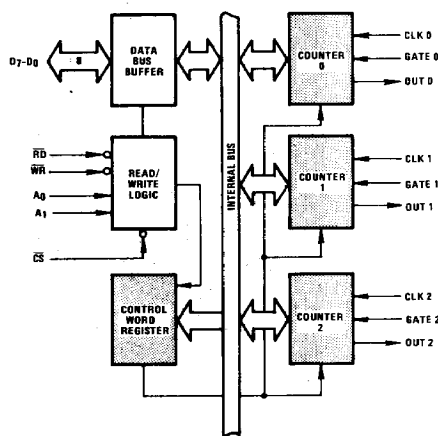 D7-D0
8
DATA
BUS
BUFFER
COUNTER
0
CLK 0
GATE 0
OUT 0
RD
WR
A0
A1
CS
READ/
WRITE
LOGIC
INTERNAL BUS
COUNTER
1
CLK 1
GATE 1
OUT 1
CONTROL
WORD
REGISTER
COUNTER
2
CLK 2
GATE 2
OUT 2